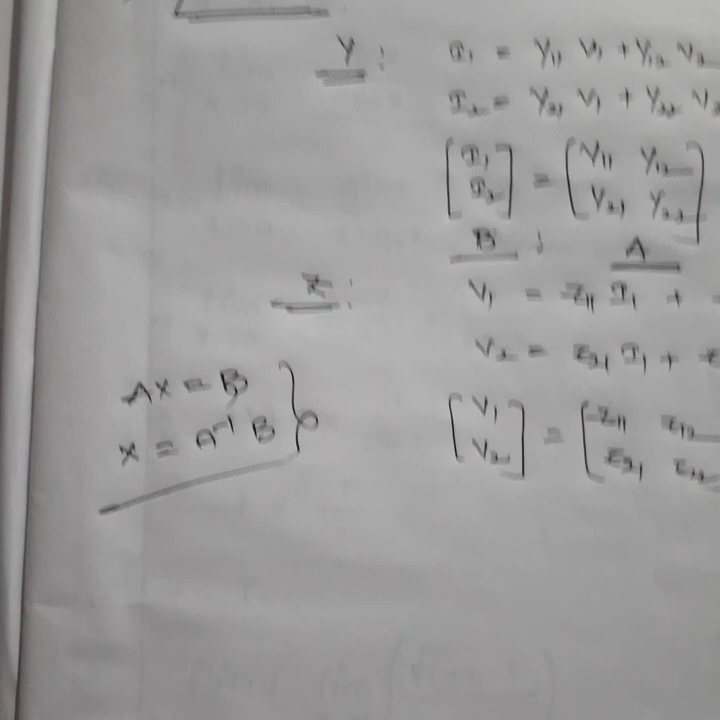 Y : I₁ = Y₁₁ V₁ + Y₁₂ V₂
I₂ = Y₂₁ V₁ + Y₂₂ V₂
[I₁ I₂] = [Y₁₁ Y₁₂
Y₂₁ Y₂₂]
B ; A
Z : V₁ = Z₁₁ I₁ +
V₂ = Z₂₁ I₁ + Z
AX = B
X = A⁻¹ B
[V₁ V₂] = [Z₁₁ Z₁₂
Z₂₁ Z₂₂